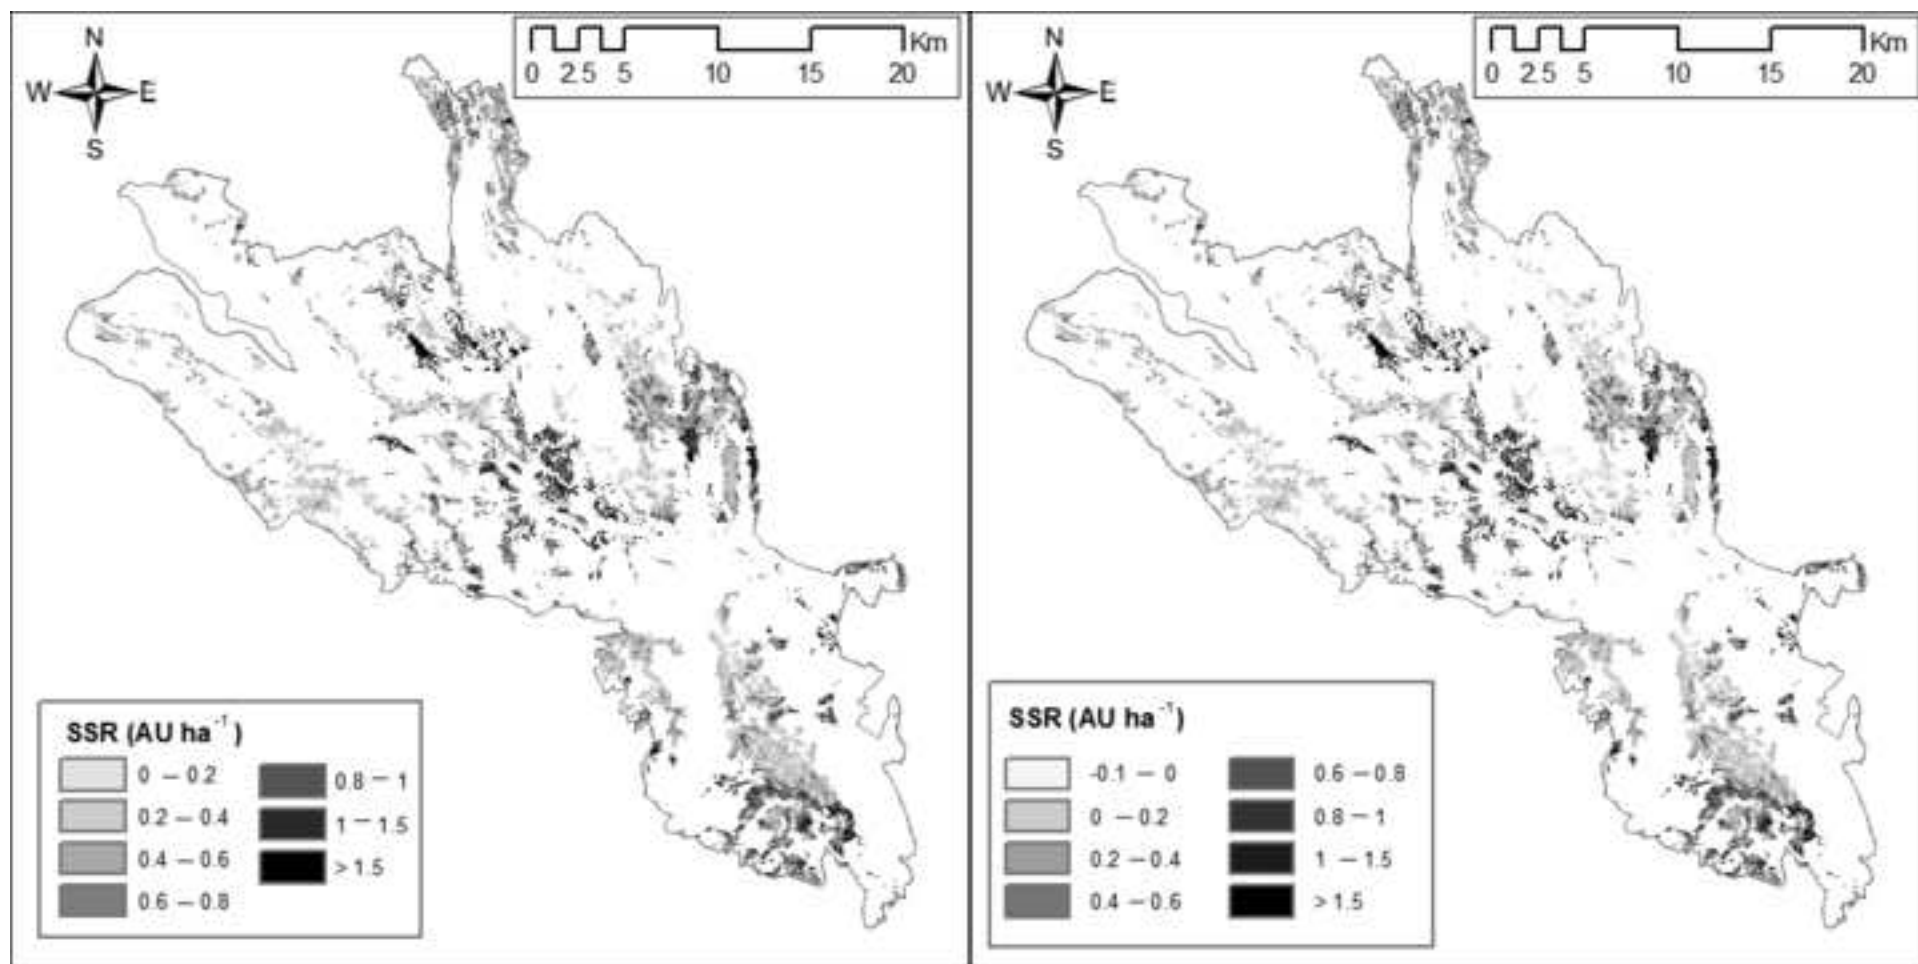 N
W E
S
Km
0 2.5 5 10 15 20
SSR (AU ha⁻¹)
0 – 0.2
0.2 – 0.4
0.4 – 0.6
0.6 – 0.8
0.8 – 1
1 – 1.5
> 1.5
N
W E
S
Km
0 2.5 5 10 15 20
SSR (AU ha⁻¹)
-0.1 – 0
0 – 0.2
0.2 – 0.4
0.4 – 0.6
0.6 – 0.8
0.8 – 1
1 – 1.5
> 1.5